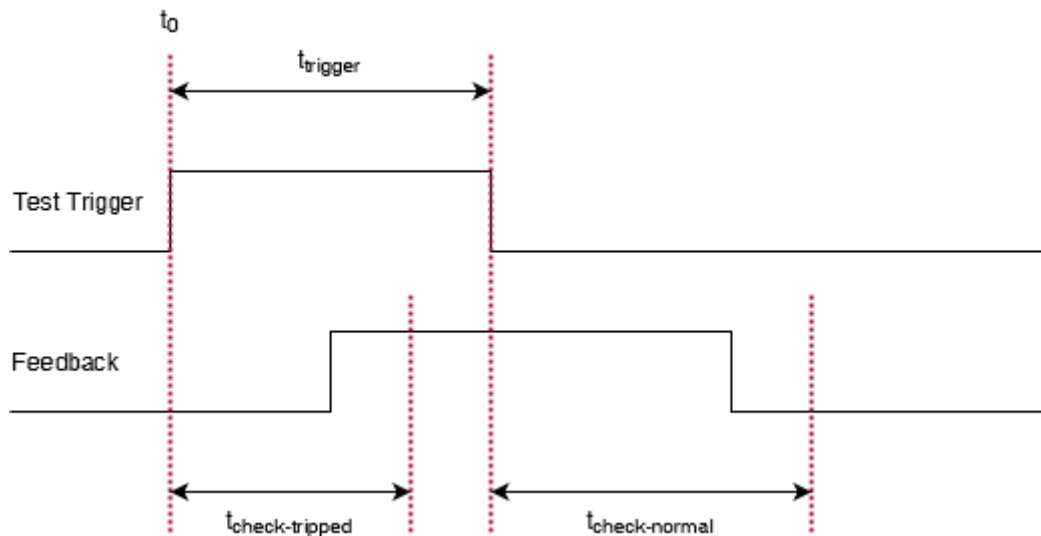 t0
ttrigger
Test Trigger
Feedback
tcheck-tripped
tcheck-normal